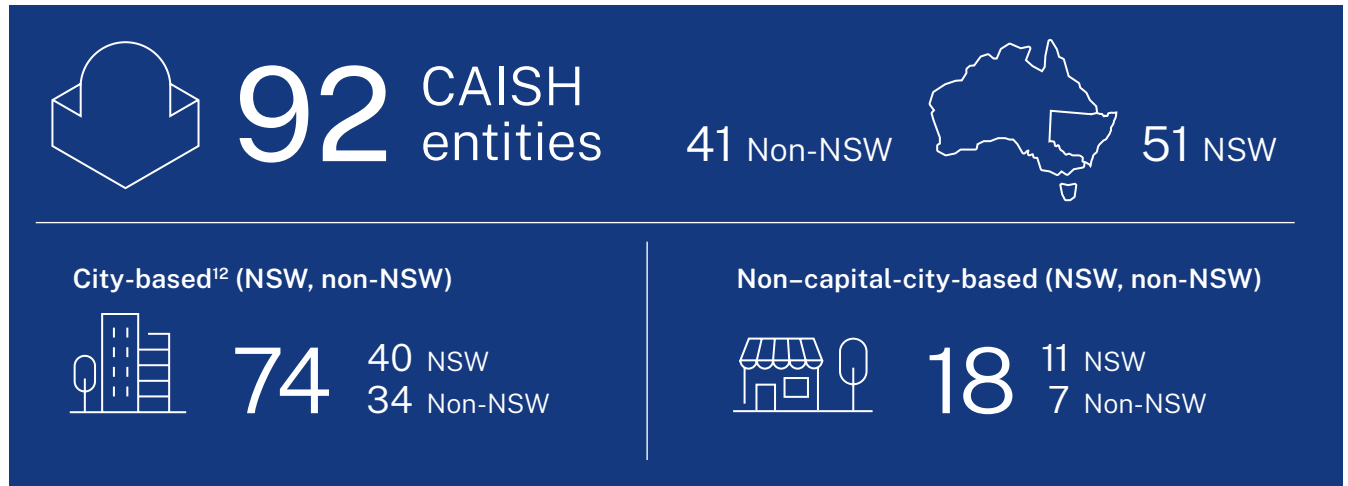 92 CAISH
entities
41 Non-NSW
51 NSW
City-based¹² (NSW, non-NSW)
74
40 NSW
34 Non-NSW
Non–capital-city-based (NSW, non-NSW)
18
11 NSW
7 Non-NSW